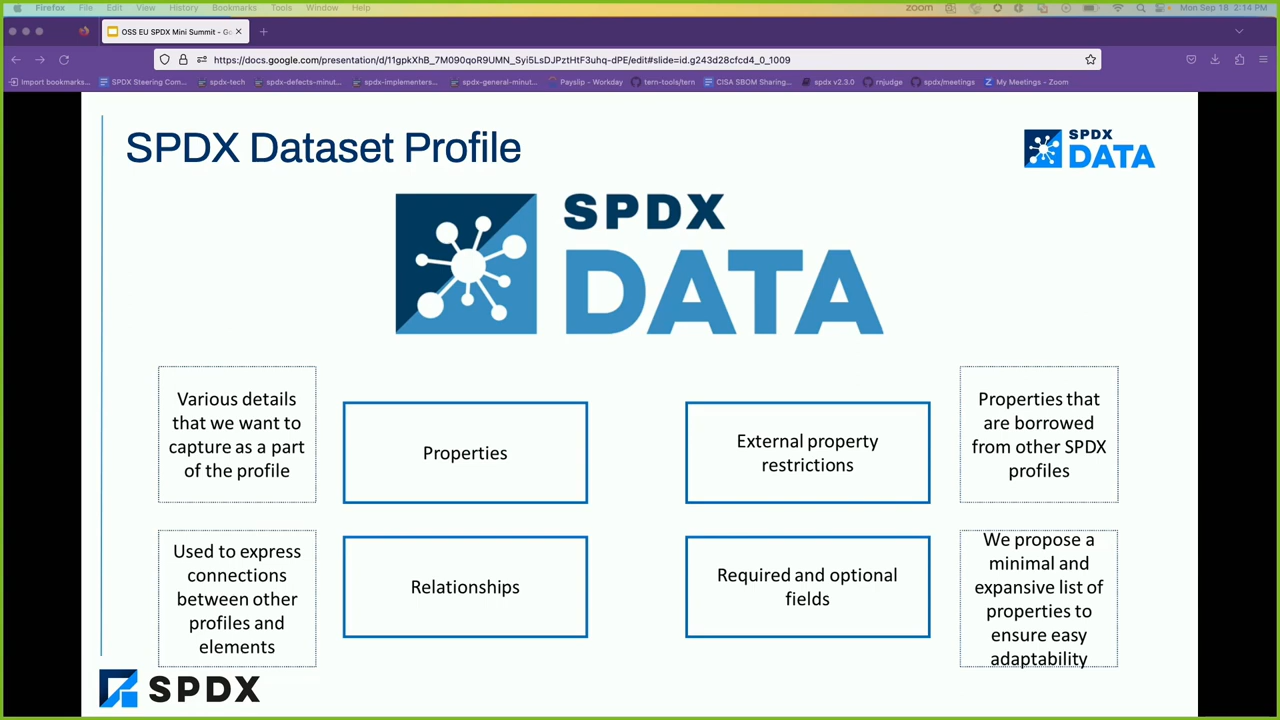 Firefox File Edit View History Bookmarks Tools Window Help zoom Mon Sep 18 2:14 PM
OSS EU SPDX Mini Summit - Go
https://docs.google.com/presentation/d/11gpkXhB_7M090qoR9UMN_Syi5LsDJPztHtF3uhq-dPE/edit#slide=id.g243d28cfcd4_0_1009
Import bookmarks... SPDX Steering Com... spdx-tech spdx-defects-minut... spdx-implementers... spdx-general-minut... Payslip - Workday tern-tools/tern CISA SBOM Sharing... spdx v2.3.0 rnjudge spdx/meetings My Meetings - Zoom
SPDX Dataset Profile
SPDX
DATA
SPDX
DATA
Various details
that we want to
capture as a part
of the profile
Properties
External property
restrictions
Properties that
are borrowed
from other SPDX
profiles
Used to express
connections
between other
profiles and
elements
Relationships
Required and optional
fields
We propose a
minimal and
expansive list of
properties to
ensure easy
adaptability
SPDX